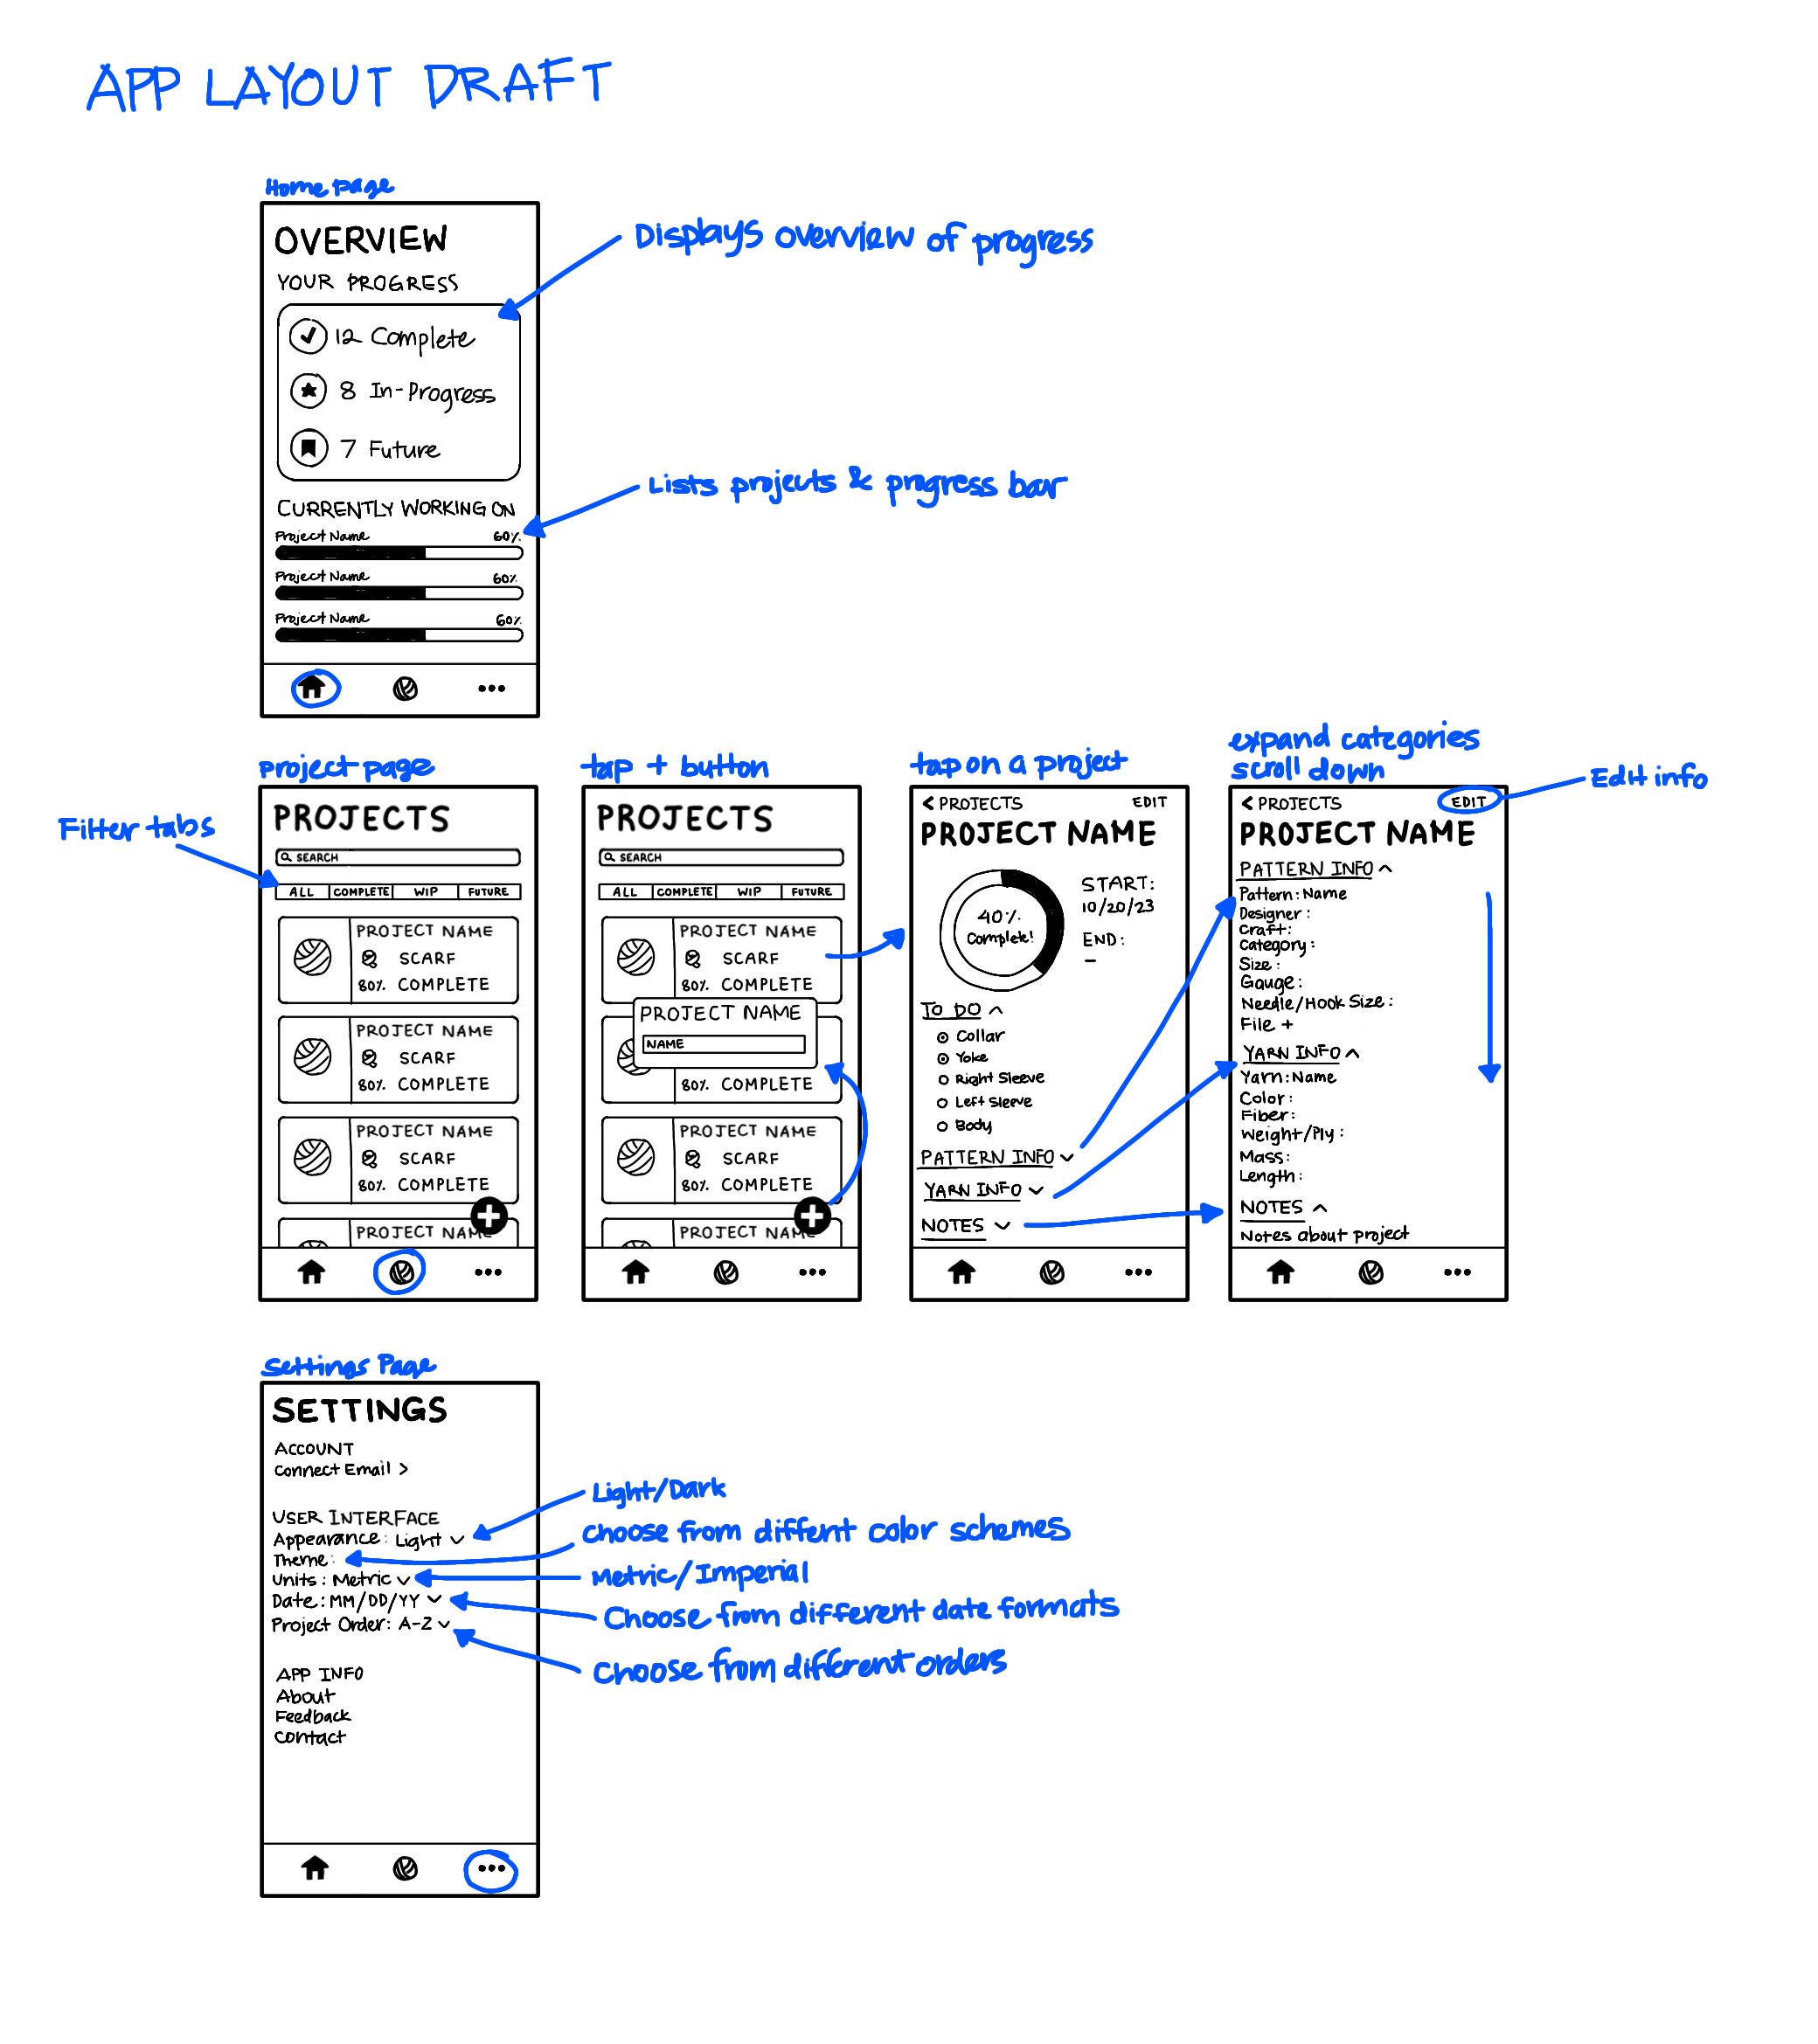 APP LAYOUT DRAFT
Home page
OVERVIEW
YOUR PROGRESS
12 Complete
8 In-Progress
7 Future
CURRENTLY WORKING ON
Project Name 60%
Project Name 60%
Project Name 60%
Displays overview of progress
Lists projects & progress bar
Project page
Filter tabs
PROJECTS
SEARCH
ALL COMPLETE WIP FUTURE
PROJECT NAME
SCARF
80% COMPLETE
PROJECT NAME
SCARF
80% COMPLETE
PROJECT NAME
SCARF
80% COMPLETE
PROJECT NAME
tap + button
PROJECTS
SEARCH
ALL COMPLETE WIP FUTURE
PROJECT NAME
SCARF
80% COMPLETE
PROJECT NAME
NAME
80% COMPLETE
PROJECT NAME
SCARF
80% COMPLETE
PROJECT NAME
tap on a project
< PROJECTS EDIT
PROJECT NAME
40%
Complete!
START:
10/20/23
END:
–
TO DO
Collar
Yoke
Right Sleeve
Left Sleeve
Body
PATTERN INFO
YARN INFO
NOTES
expand categories
scroll down
Edit info
< PROJECTS EDIT
PROJECT NAME
PATTERN INFO
Pattern: Name
Designer:
Craft:
Category:
Size:
Gauge:
Needle/Hook Size:
File +
YARN INFO
Yarn: Name
Color:
Fiber:
Weight/Ply:
Mass:
Length:
NOTES
Notes about project
Settings Page
SETTINGS
ACCOUNT
Connect Email >
USER INTERFACE
Appearance: Light
Theme:
Units: Metric
Date: MM/DD/YY
Project Order: A-Z
APP INFO
About
Feedback
Contact
Light/Dark
Choose from diffent color schemes
Metric/Imperial
Choose from different date formats
Choose from different orders